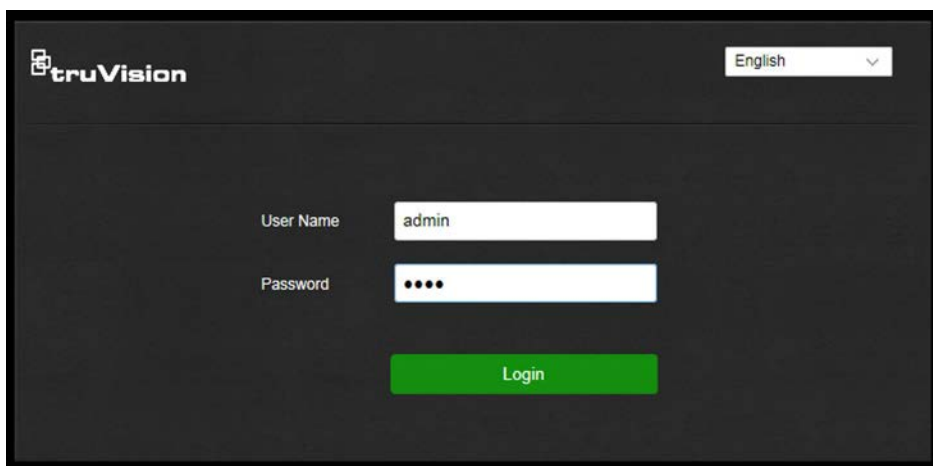 truVision
English
User Name
admin
Password
••••
Login